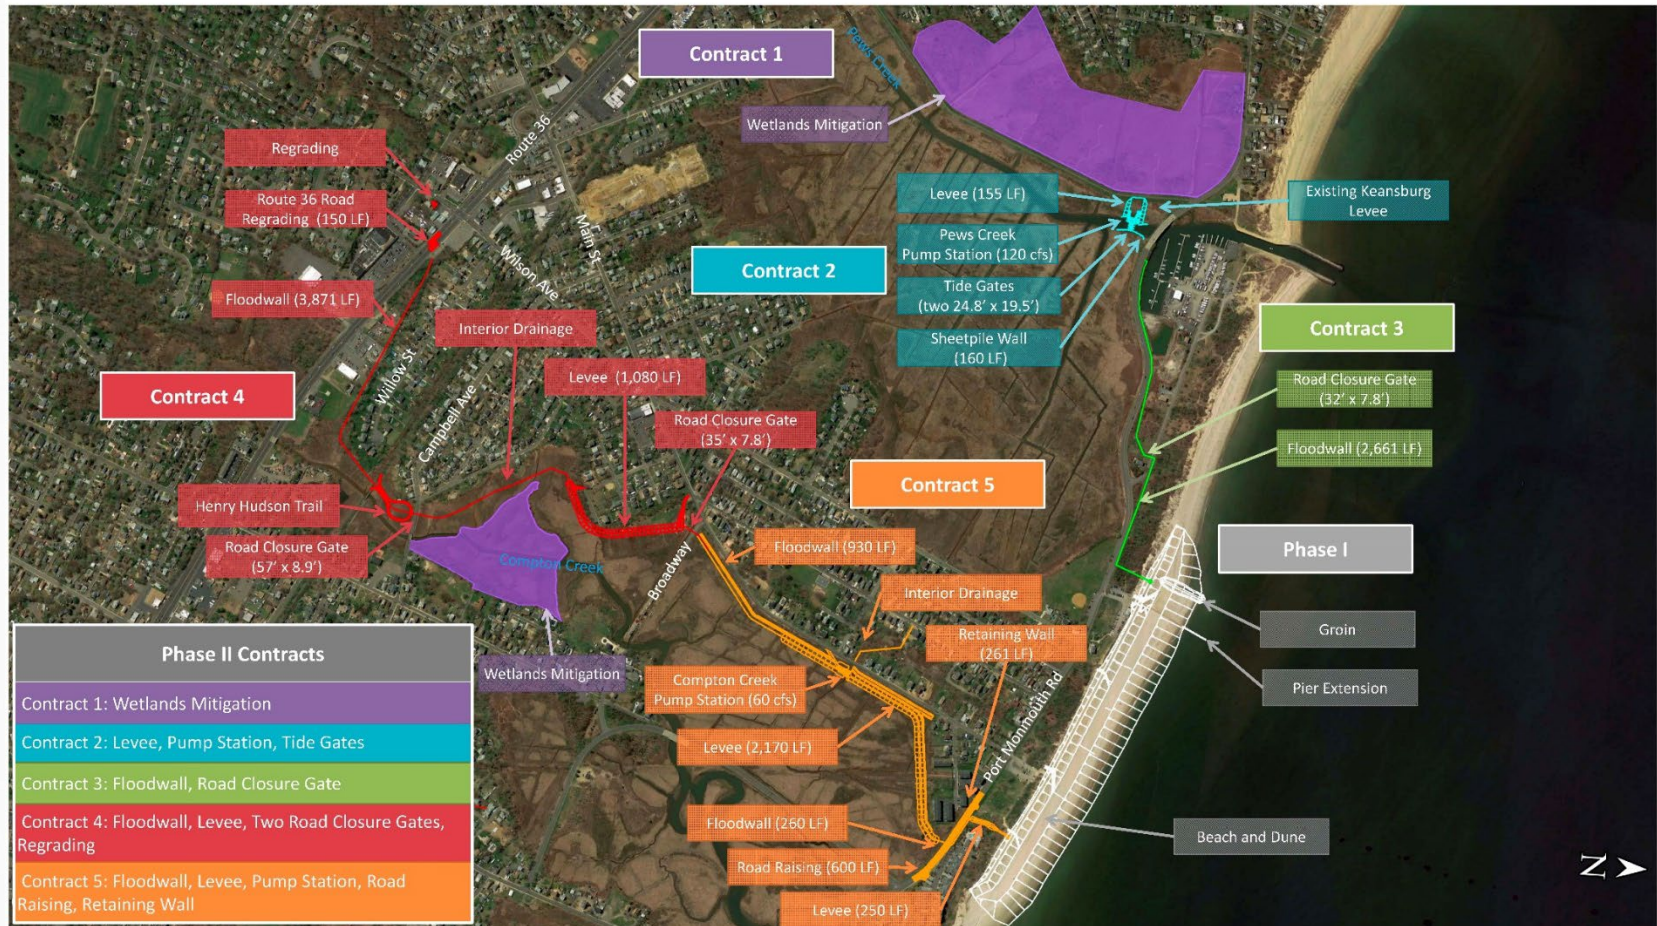 Contract 1
Pews Creek
Wetlands Mitigation
Route 36
Regrading
Route 36 Road
Regrading (150 LF)
Main St
Wilson Ave
Floodwall (3,871 LF)
Interior Drainage
Willow St
Levee (1,080 LF)
Contract 4
Campbell Ave
Road Closure Gate
(35' x 7.8')
Henry Hudson Trail
Road Closure Gate
(57' x 8.9')
Compton Creek
Broadway
Wetlands Mitigation
Levee (155 LF)
Existing Keansburg
Levee
Pews Creek
Pump Station (120 cfs)
Contract 2
Tide Gates
(two 24.8' x 19.5')
Sheetpile Wall
(160 LF)
Contract 3
Road Closure Gate
(32' x 7.8')
Floodwall (2,661 LF)
Contract 5
Floodwall (930 LF)
Interior Drainage
Retaining Wall
(261 LF)
Compton Creek
Pump Station (60 cfs)
Levee (2,170 LF)
Port Monmouth Rd
Floodwall (260 LF)
Road Raising (600 LF)
Levee (250 LF)
Phase I
Groin
Pier Extension
Beach and Dune
N
Phase II Contracts
Contract 1: Wetlands Mitigation
Contract 2: Levee, Pump Station, Tide Gates
Contract 3: Floodwall, Road Closure Gate
Contract 4: Floodwall, Levee, Two Road Closure Gates,
Regrading
Contract 5: Floodwall, Levee, Pump Station, Road
Raising, Retaining Wall